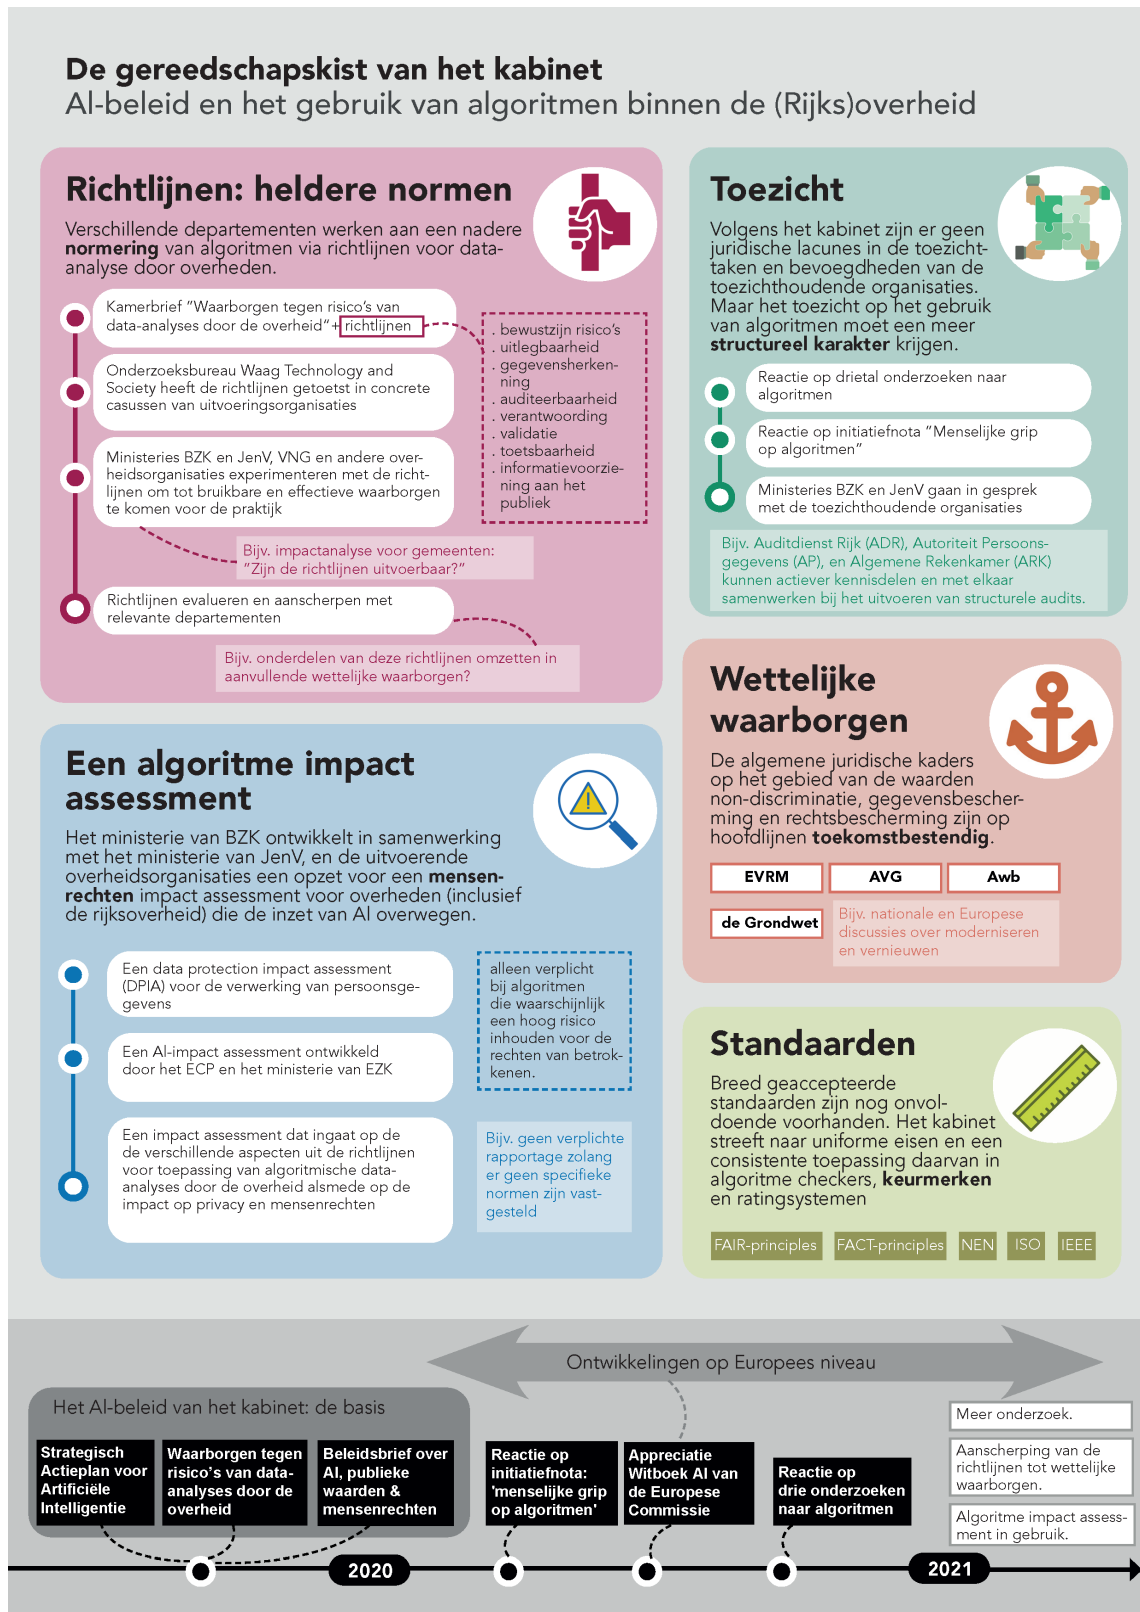 De gereedschapskist van het kabinet
AI-beleid en het gebruik van algoritmen binnen de (Rijks)overheid
Richtlijnen: heldere normen
Verschillende departementen werken aan een nadere
normering van algoritmen via richtlijnen voor data-
analyse door overheden.
Kamerbrief "Waarborgen tegen risico's van
data-analyses door de overheid"+ richtlijnen
. bewustzijn risico's
. uitlegbaarheid
. gegevensherken-
ning
. auditeerbaarheid
. verantwoording
. validatie
. toetsbaarheid
. informatievoorzie-
ning aan het
publiek
Onderzoeksbureau Waag Technology and
Society heeft de richtlijnen getoetst in concrete
casussen van uitvoeringsorganisaties
Ministeries BZK en JenV, VNG en andere over-
heidsorganisaties experimenteren met de richt-
lijnen om tot bruikbare en effectieve waarborgen
te komen voor de praktijk
Bijv. impactanalyse voor gemeenten:
"Zijn de richtlijnen uitvoerbaar?"
Richtlijnen evalueren en aanscherpen met
relevante departementen
Bijv. onderdelen van deze richtlijnen omzetten in
aanvullende wettelijke waarborgen?
Toezicht
Volgens het kabinet zijn er geen
juridische lacunes in de toezicht-
taken en bevoegdheden van de
toezichthoudende organisaties.
Maar het toezicht op het gebruik
van algoritmen moet een meer
structureel karakter krijgen.
Reactie op drietal onderzoeken naar
algoritmen
Reactie op initiatiefnota "Menselijke grip
op algoritmen"
Ministeries BZK en JenV gaan in gesprek
met de toezichthoudende organisaties
Bijv. Auditdienst Rijk (ADR), Autoriteit Persoons-
gegevens (AP), en Algemene Rekenkamer (ARK)
kunnen actiever kennisdelen en met elkaar
samenwerken bij het uitvoeren van structurele audits.
Een algoritme impact
assessment
Het ministerie van BZK ontwikkelt in samenwerking
met het ministerie van JenV, en de uitvoerende
overheidsorganisaties een opzet voor een mensen-
rechten impact assessment voor overheden (inclusief
de rijksoverheid) die de inzet van AI overwegen.
Een data protection impact assessment
(DPIA) voor de verwerking van persoonsge-
gevens
alleen verplicht
bij algoritmen
die waarschijnlijk
een hoog risico
inhouden voor de
rechten van betrok-
kenen.
Een AI-impact assessment ontwikkeld
door het ECP en het ministerie van EZK
Een impact assessment dat ingaat op de
de verschillende aspecten uit de richtlijnen
voor toepassing van algoritmische data-
analyses door de overheid alsmede op de
impact op privacy en mensenrechten
Bijv. geen verplichte
rapportage zolang
er geen specifieke
normen zijn vast-
gesteld
Wettelijke
waarborgen
De algemene juridische kaders
op het gebied van de waarden
non-discriminatie, gegevensbescher-
ming en rechtsbescherming zijn op
hoofdlijnen toekomstbestendig.
EVRM
AVG
Awb
de Grondwet
Bijv. nationale en Europese
discussies over moderniseren
en vernieuwen
Standaarden
Breed geaccepteerde
standaarden zijn nog onvol-
doende voorhanden. Het kabinet
streeft naar uniforme eisen en een
consistente toepassing daarvan in
algoritme checkers, keurmerken
en ratingsystemen
FAIR-principles
FACT-principles
NEN
ISO
IEEE
Ontwikkelingen op Europees niveau
Het AI-beleid van het kabinet: de basis
Strategisch
Actieplan voor
Artificiële
Intelligentie
Waarborgen tegen
risico's van data-
analyses door de
overheid
Beleidsbrief over
AI, publieke
waarden &
mensenrechten
Reactie op
initiatiefnota:
'menselijke grip
op algoritmen'
Appreciatie
Witboek AI van
de Europese
Commissie
Reactie op
drie onderzoeken
naar algoritmen
Meer onderzoek.
Aanscherping van de
richtlijnen tot wettelijke
waarborgen.
Algoritme impact assess-
ment in gebruik.
2020
2021